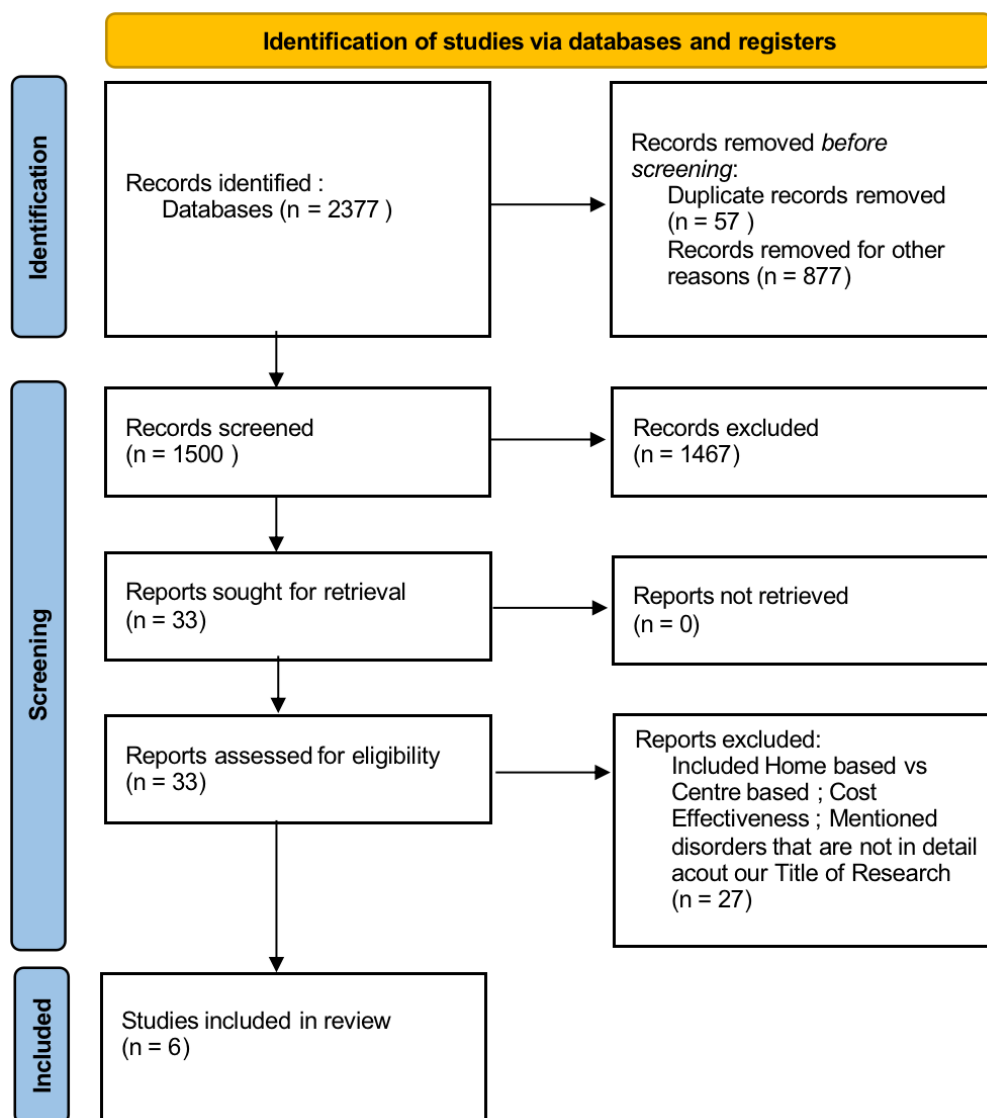 Identification of studies via databases and registers
Identification
Records identified :
Databases (n = 2377 )
Records removed before
screening:
Duplicate records removed
(n = 57 )
Records removed for other
reasons (n = 877)
Screening
Records screened
(n = 1500 )
Records excluded
(n = 1467)
Reports sought for retrieval
(n = 33)
Reports not retrieved
(n = 0)
Reports assessed for eligibility
(n = 33)
Reports excluded:
Included Home based vs
Centre based ; Cost
Effectiveness ; Mentioned
disorders that are not in detail
acout our Title of Research
(n = 27)
Included
Studies included in review
(n = 6)